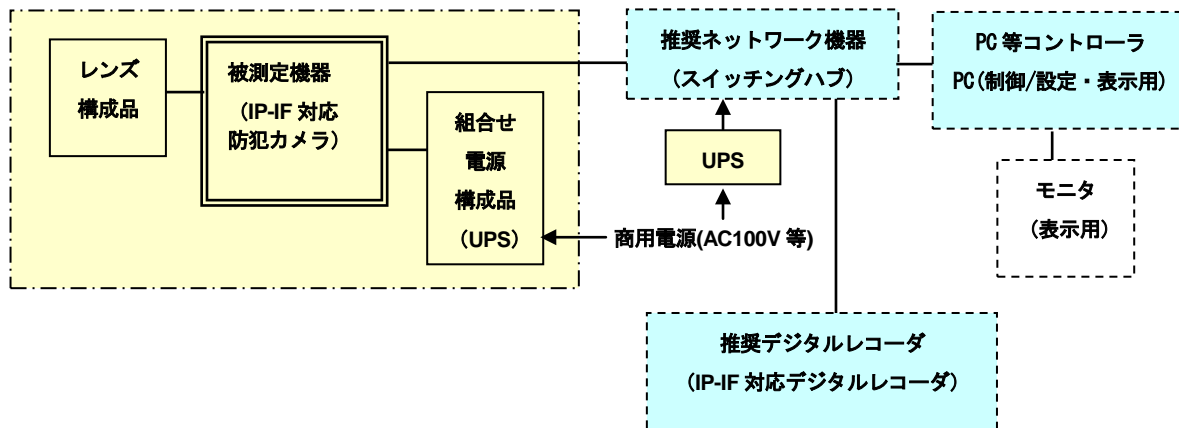 レンズ
構成品
被測定機器
（IP-IF 対応
防犯カメラ）
組合せ
電源
構成品
（UPS）
推奨ネットワーク機器
（スイッチングハブ）
UPS
商用電源(AC100V 等)
PC 等コントローラ
PC(制御/設定・表示用)
モニタ
（表示用）
推奨デジタルレコーダ
（IP-IF 対応デジタルレコーダ）